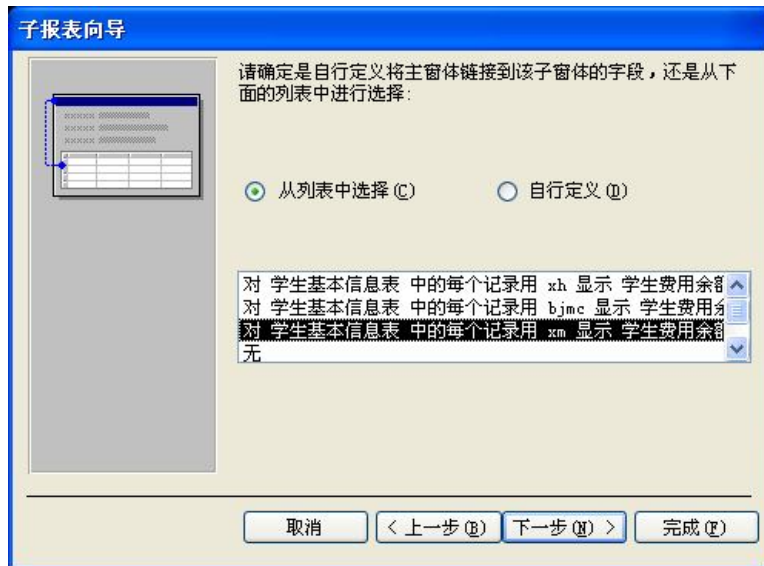 子报表向导
请确定是自行定义将主窗体链接到该子窗体的字段，还是从下
面的列表中进行选择：
从列表中选择(C) 自行定义(D)
对 学生基本信息表 中的每个记录用 xh 显示 学生费用余额
对 学生基本信息表 中的每个记录用 bjmc 显示 学生费用余
对 学生基本信息表 中的每个记录用 xm 显示 学生费用余额
无
取消 <上一步(B) 下一步(N)> 完成(F)